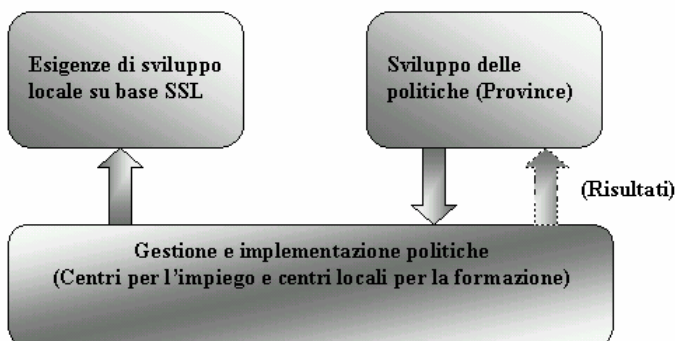 Esigenze di sviluppo
locale su base SSL
Sviluppo delle
politiche (Province)
(Risultati)
Gestione e implementazione politiche
(Centri per l'impiego e centri locali per la formazione)